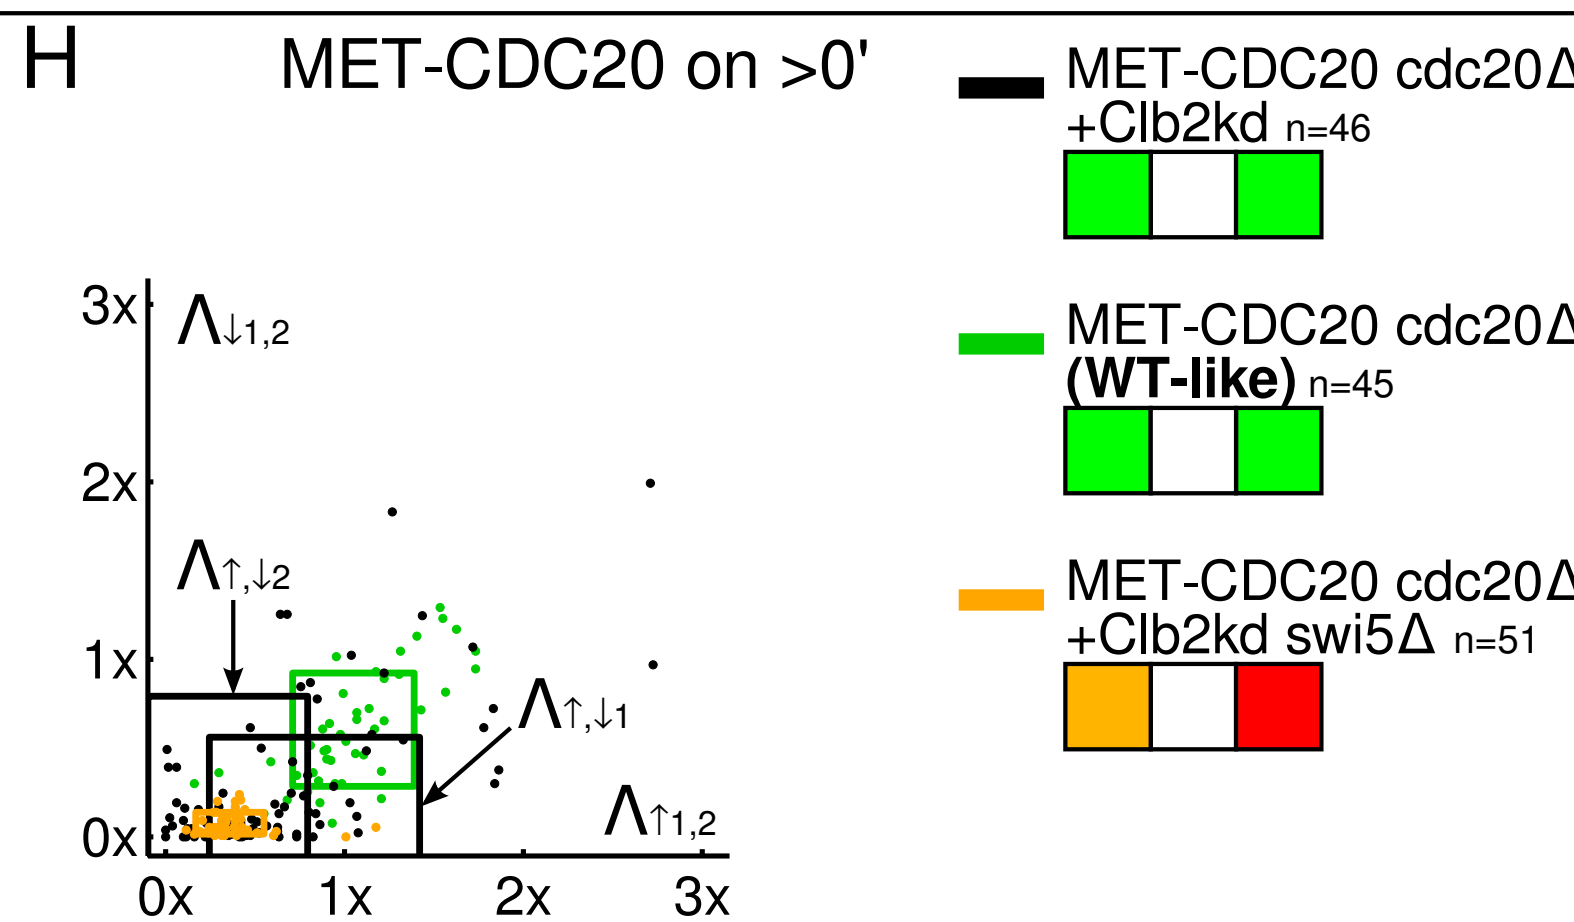 H
MET-CDC20 on >0'
MET-CDC20 cdc20Δ
+Clb2kd n=46
MET-CDC20 cdc20Δ
(WT-like) n=45
MET-CDC20 cdc20Δ
+Clb2kd swi5Δ n=51
3x
Λ↓1,2
2x
Λ↑,↓2
1x
Λ↑,↓1
Λ↑1,2
0x
0x 1x 2x 3x